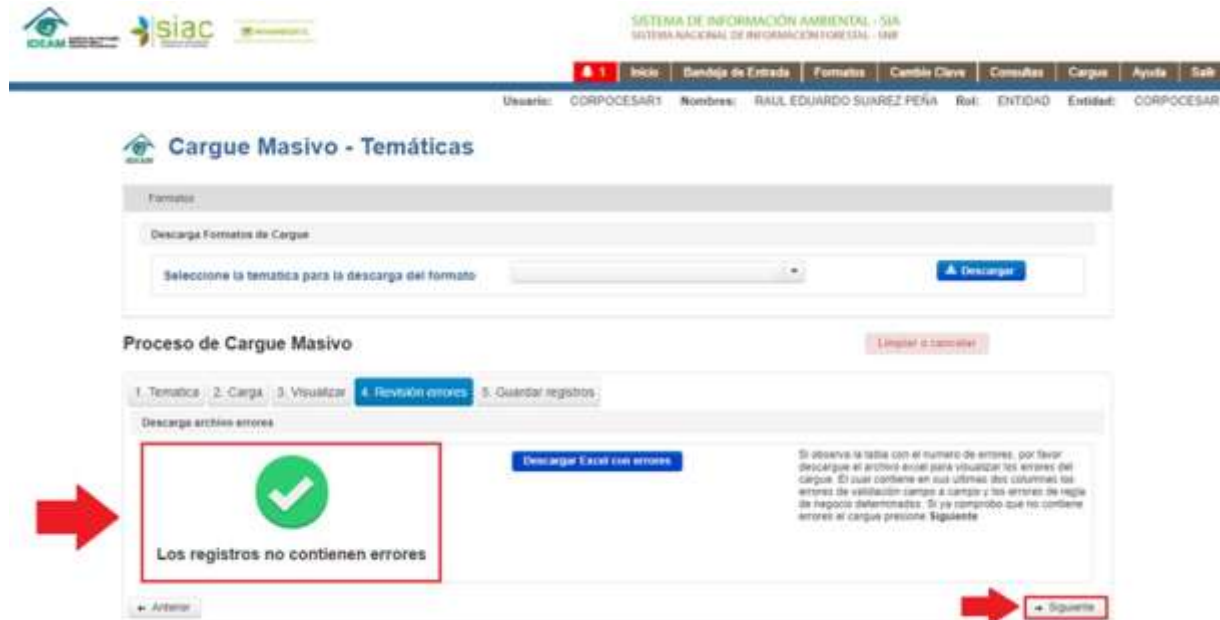 IDEAM
siac
SISTEMA DE INFORMACIÓN AMBIENTAL - SIA
SISTEMA NACIONAL DE INFORMACIÓN FORESTAL - SNIF
1 Inicio Bandeja de Entrada Formatos Cambio Clave Consultas Cargue Ayuda Salir
Usuario: CORPOCESAR1 Nombres: RAUL EDUARDO SUAREZ PEÑA Rol: ENTIDAD Entidad: CORPOCESAR
IDEAM
Cargue Masivo - Temáticas
Formatos
Descarga Formatos de Cargue
Seleccione la tematica para la descarga del formato
Descargar
Proceso de Cargue Masivo
Limpiar o cancelar
1. Tematica 2. Carga 3. Visualizar 4. Revisión errores 5. Guardar registros
Descarga archivo errores
Descargar Excel con errores
Si observa la tabla con el numero de errores, por favor
descargue el archivo excel para visualizar los errores del
cargue. El cual contiene en sus ultimas dos columnas los
errores de validación campo a campo y los errores de regla
de negocio determinados. Si ya comprobo que no contiene
errores el cargue presione Siguiente
Los registros no contienen errores
Anterior
Siguiente